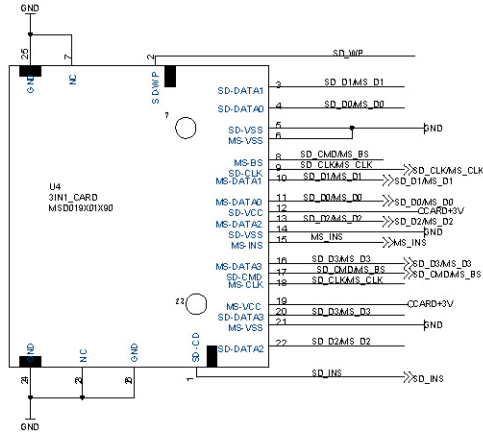 GND
25
7
2
SD_WP
GND
NC
SD-WP
SD-DATA1
3
SD_D1/MS_D1
SD-DATA0
4
SD_D0/MS_D0
SD-VSS
5
GND
MS-VSS
6
MS-BS
8
SD_CMD/MS_BS
SD-CLK
9
SD_CLK/MS_CLK
SD_CLK/MS_CLK
MS-DATA1
10
SD_D1/MS_D1
SD_D1/MS_D1
U4
3IN1_CARD
MSD019X01X90
MS-DATA0
11
SD_D0/MS_D0
SD_D0/MS_D0
SD-VCC
12
CARD+3V
MS-DATA2
13
SD_D2/MS_D2
SD_D2/MS_D2
SD-VSS
14
GND
MS-INS
15
MS_INS
MS_INS
MS-DATA3
16
SD_D3/MS_D3
SD_D3/MS_D3
SD-CMD
17
SD_CMD/MS_BS
SD_CMD/MS_BS
MS-CLK
18
SD_CLK/MS_CLK
MS-VCC
19
CARD+3V
SD-DATA3
20
SD_D3/MS_D3
MS-VSS
21
GND
SD-DATA2
22
SD_D2/MS_D2
GND
NC
GND
SD-CD
24
26
1
SD_INS
SD_INS
GND